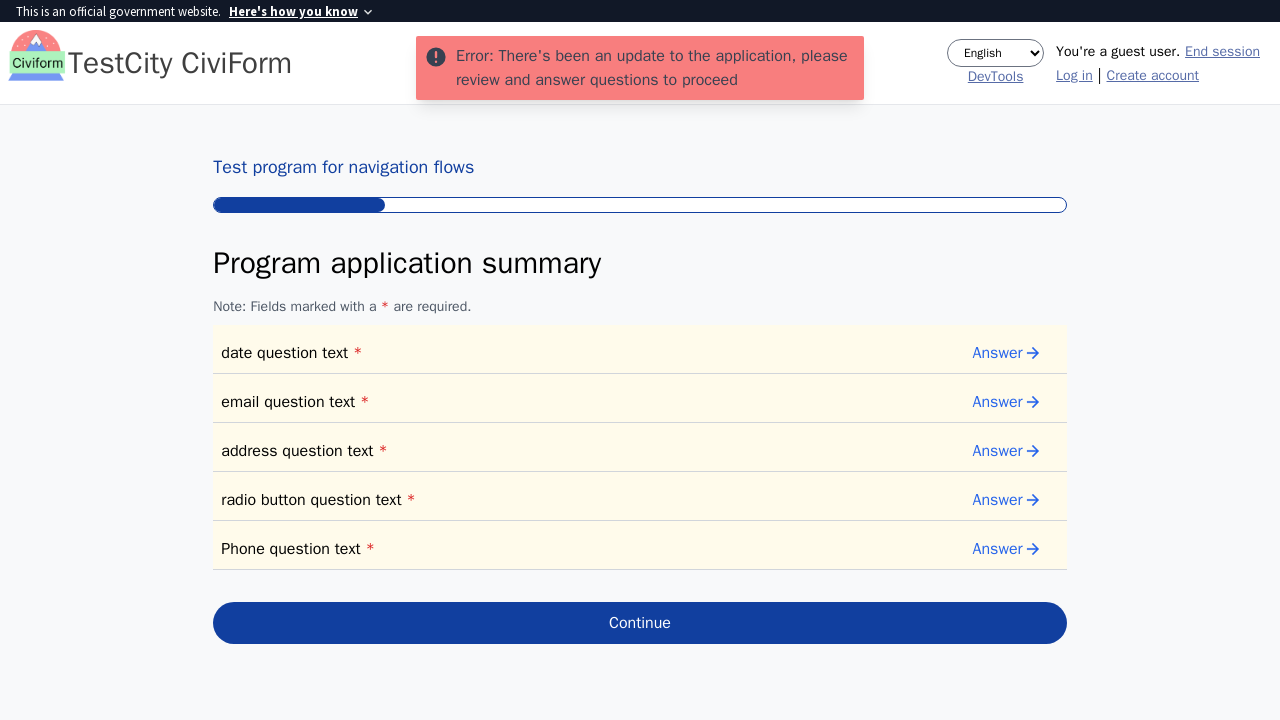 This is an official government website. Here's how you know
Civiform
TestCity CiviForm
Error: There's been an update to the application, please
review and answer questions to proceed
English
DevTools
You're a guest user. End session
Log in | Create account
Test program for navigation flows
Program application summary
Note: Fields marked with a * are required.
date question text * Answer
email question text * Answer
address question text * Answer
radio button question text * Answer
Phone question text * Answer
Continue